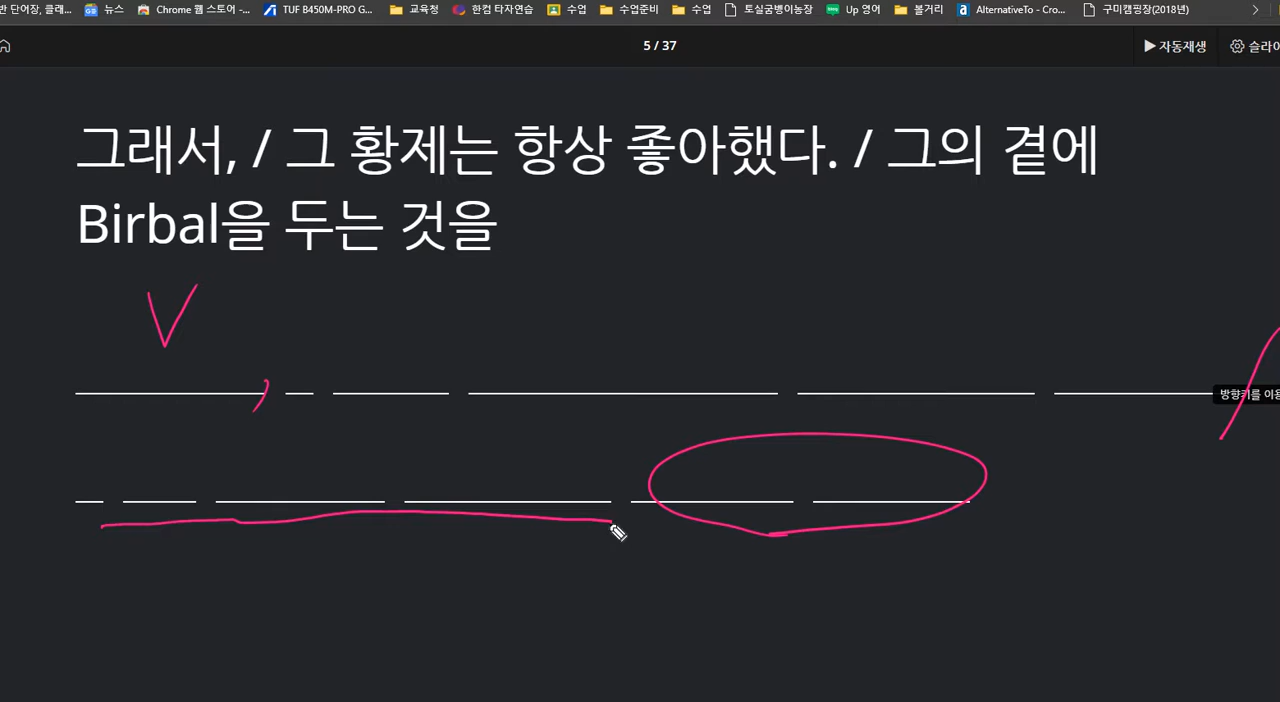 반 단어장, 클래... 뉴스 Chrome 웹 스토어 -... TUF B450M-PRO G... 교육청 한컴 타자연습 수업 수업준비 수업 토실굼벵이농장 Up 영어 볼거리 AlternativeTo - Cro... 구미캠핑장(2018년)
5 / 37 ▶ 자동재생 슬라이
그래서, / 그 황제는 항상 좋아했다. / 그의 곁에
Birbal을 두는 것을
방향키를 이용